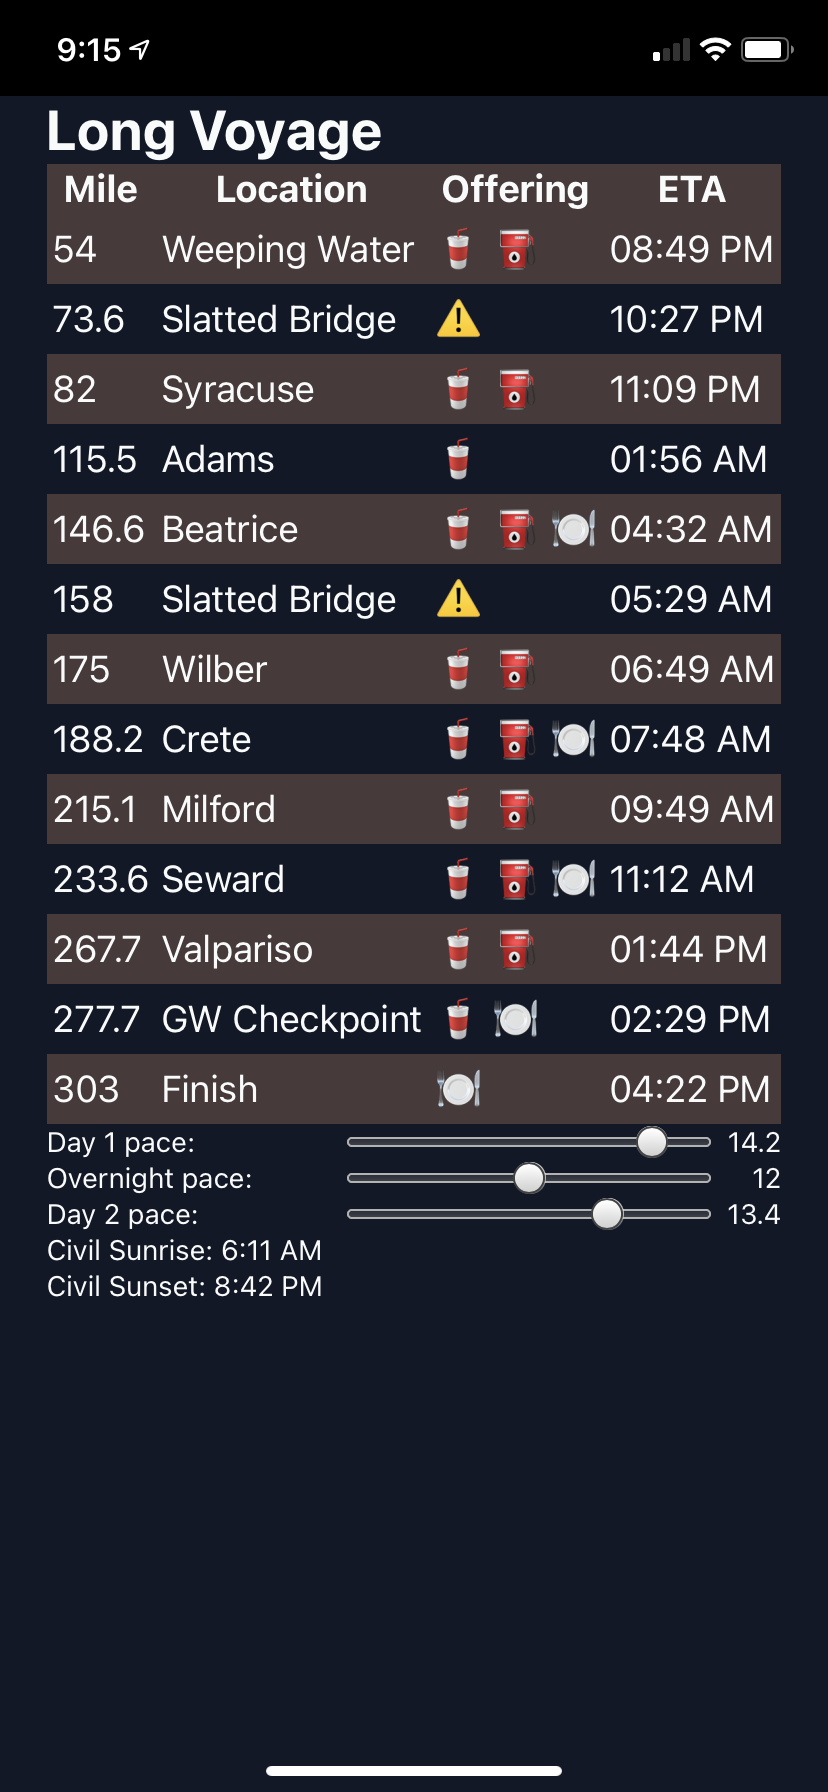 9:15
Long Voyage
Mile Location Offering ETA
54 Weeping Water 08:49 PM
73.6 Slatted Bridge 10:27 PM
82 Syracuse 11:09 PM
115.5 Adams 01:56 AM
146.6 Beatrice 04:32 AM
158 Slatted Bridge 05:29 AM
175 Wilber 06:49 AM
188.2 Crete 07:48 AM
215.1 Milford 09:49 AM
233.6 Seward 11:12 AM
267.7 Valpariso 01:44 PM
277.7 GW Checkpoint 02:29 PM
303 Finish 04:22 PM
Day 1 pace: 14.2
Overnight pace: 12
Day 2 pace: 13.4
Civil Sunrise: 6:11 AM
Civil Sunset: 8:42 PM